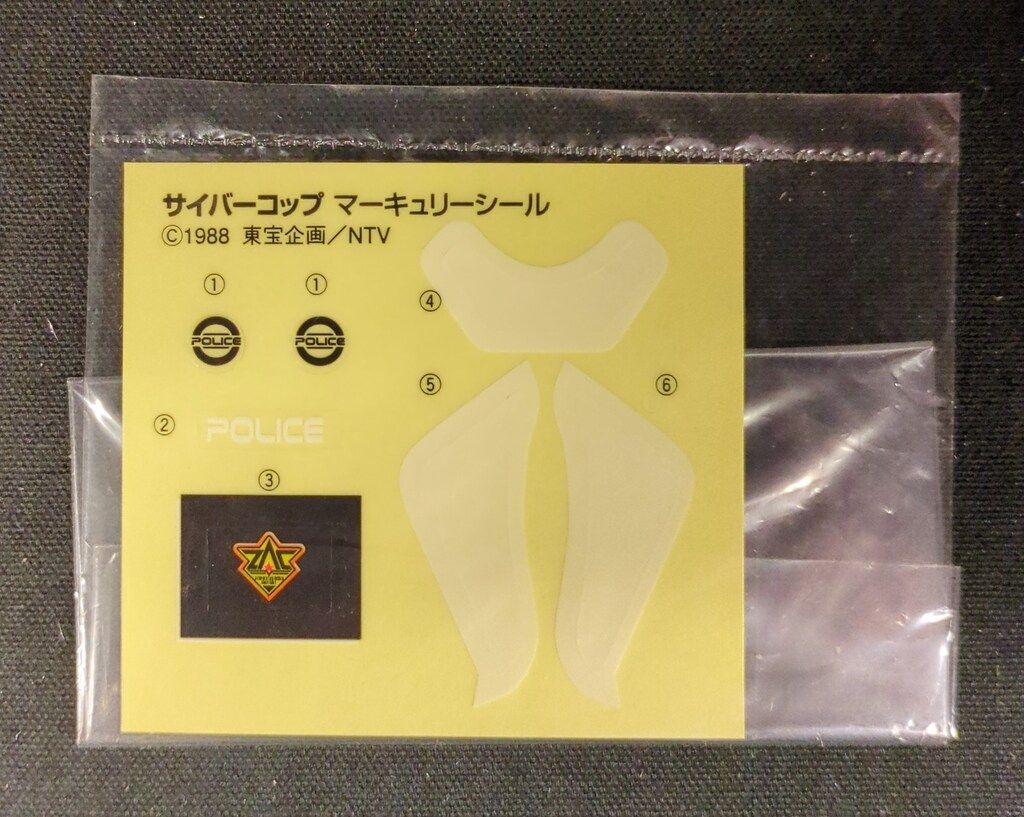 サイバーコップ マーキュリーシール
©1988 東宝企画/NTV
① ①
POLICE POLICE
④
⑤ ⑥
② POLICE
③
ZAC